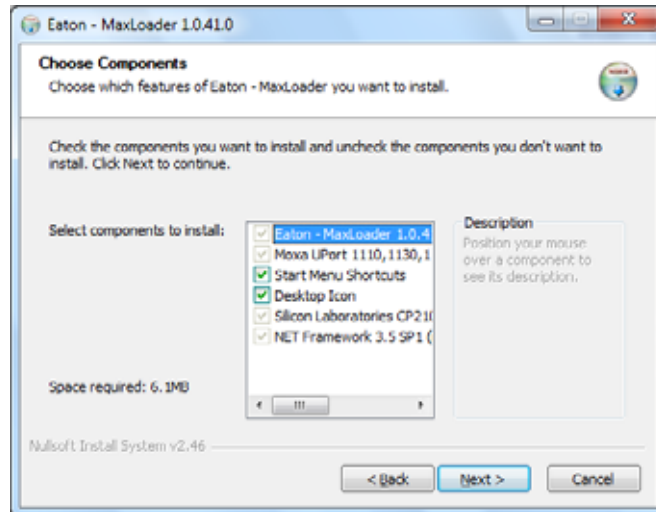 Eaton - MaxLoader 1.0.41.0
Choose Components
Choose which features of Eaton - MaxLoader you want to install.
Check the components you want to install and uncheck the components you don't want to
install. Click Next to continue.
Select components to install:
Eaton - MaxLoader 1.0.4
Moxa UPort 1110,1130,1
Start Menu Shortcuts
Desktop Icon
Silicon Laboratories CP210
NET Framework 3.5 SP1 (
Description
Position your mouse
over a component to
see its description.
Space required: 6.1MB
Nullsoft Install System v2.46
< Back
Next >
Cancel